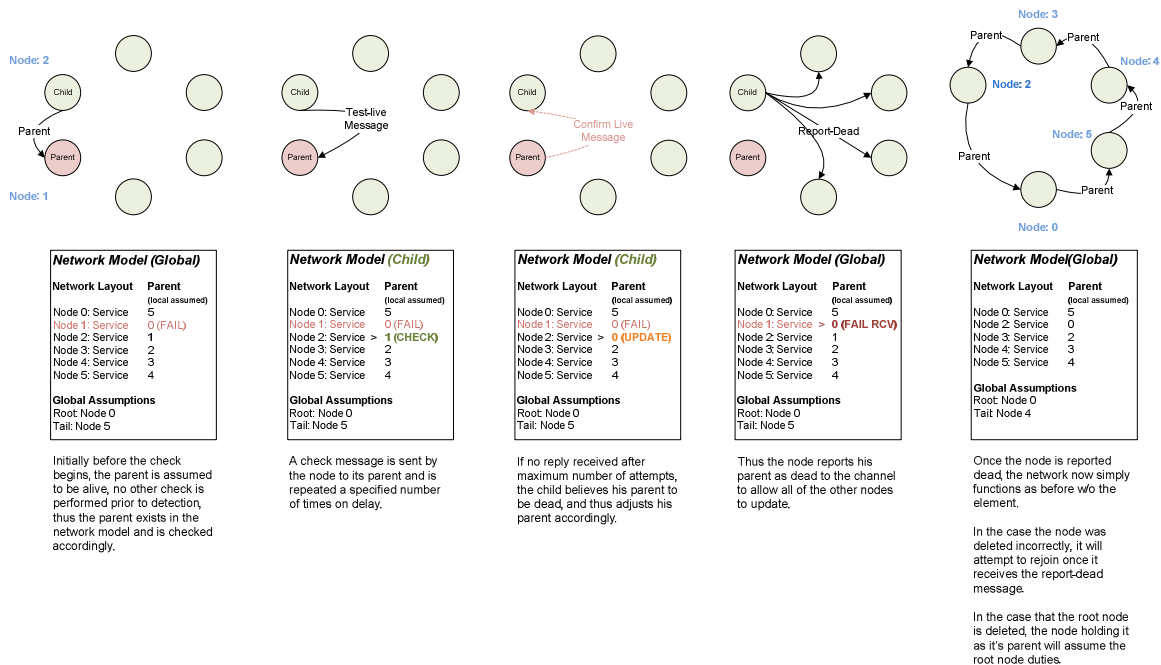 Node: 2
Child
Parent
Parent
Node: 1
Child
Test-live
Message
Parent
Child
Confirm Live
Message
Parent
Child
Report-Dead
Parent
Node: 3
Parent
Parent
Node: 4
Node: 2
Parent
Node: 5
Parent
Parent
Node: 0
Network Model (Global)
Network Layout Parent
(local assumed)
Node 0: Service 5
Node 1: Service 0 (FAIL)
Node 2: Service 1
Node 3: Service 2
Node 4: Service 3
Node 5: Service 4
Global Assumptions
Root: Node 0
Tail: Node 5
Initially before the check
begins, the parent is assumed
to be alive, no other check is
performed prior to detection,
thus the parent exists in the
network model and is checked
accordingly.
Network Model (Child)
Network Layout Parent
(local assumed)
Node 0: Service 5
Node 1: Service 0 (FAIL)
Node 2: Service > 1 (CHECK)
Node 3: Service 2
Node 4: Service 3
Node 5: Service 4
Global Assumptions
Root: Node 0
Tail: Node 5
A check message is sent by
the node to its parent and is
repeated a specified number
of times on delay.
Network Model (Child)
Network Layout Parent
(local assumed)
Node 0: Service 5
Node 1: Service 0 (FAIL)
Node 2: Service > 0 (UPDATE)
Node 3: Service 2
Node 4: Service 3
Node 5: Service 4
Global Assumptions
Root: Node 0
Tail: Node 5
If no reply received after
maximum number of attempts,
the child believes his parent to
be dead, and thus adjusts his
parent accordingly.
Network Model (Global)
Network Layout Parent
(local assumed)
Node 0: Service 5
Node 1: Service > 0 (FAIL RCV)
Node 2: Service 1
Node 3: Service 2
Node 4: Service 3
Node 5: Service 4
Global Assumptions
Root: Node 0
Tail: Node 5
Thus the node reports his
parent as dead to the channel
to allow all of the other nodes
to update.
Network Model(Global)
Network Layout Parent
(local assumed)
Node 0: Service 5
Node 2: Service 0
Node 3: Service 2
Node 4: Service 3
Node 5: Service 4
Global Assumptions
Root: Node 0
Tail: Node 4
Once the node is reported
dead, the network now simply
functions as before w/o the
element.
In the case the node was
deleted incorrectly, it will
attempt to rejoin once it
receives the report-dead
message.
In the case that the root node
is deleted, the node holding it
as it's parent will assume the
root node duties.